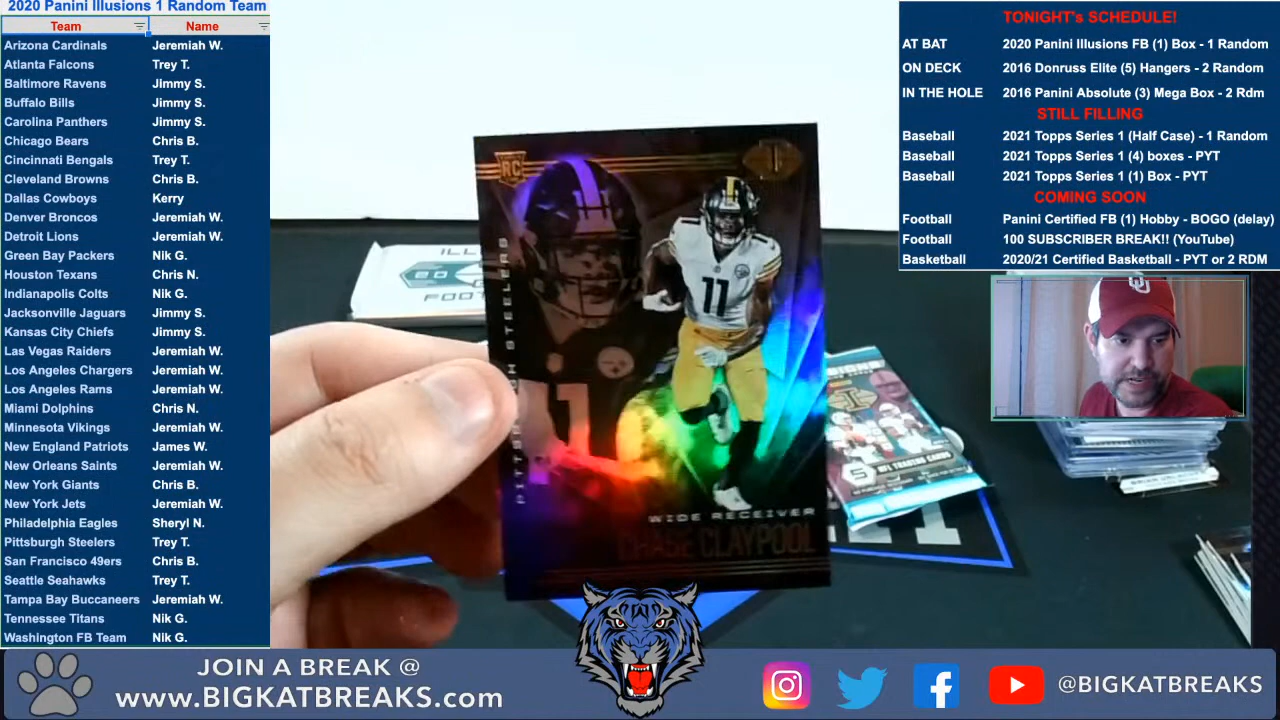 2020 Panini Illusions 1 Random Team
Team Name
Arizona Cardinals Jeremiah W.
Atlanta Falcons Trey T.
Baltimore Ravens Jimmy S.
Buffalo Bills Jimmy S.
Carolina Panthers Jimmy S.
Chicago Bears Chris B.
Cincinnati Bengals Trey T.
Cleveland Browns Chris B.
Dallas Cowboys Kerry
Denver Broncos Jeremiah W.
Detroit Lions Jeremiah W.
Green Bay Packers Nik G.
Houston Texans Chris N.
Indianapolis Colts Nik G.
Jacksonville Jaguars Jimmy S.
Kansas City Chiefs Jimmy S.
Las Vegas Raiders Jeremiah W.
Los Angeles Chargers Jeremiah W.
Los Angeles Rams Jeremiah W.
Miami Dolphins Chris N.
Minnesota Vikings Jeremiah W.
New England Patriots James W.
New Orleans Saints Jeremiah W.
New York Giants Chris B.
New York Jets Jeremiah W.
Philadelphia Eagles Sheryl N.
Pittsburgh Steelers Trey T.
San Francisco 49ers Chris B.
Seattle Seahawks Trey T.
Tampa Bay Buccaneers Jeremiah W.
Tennessee Titans Nik G.
Washington FB Team Nik G.
RC
11
PITTSBURGH STEELERS
WIDE RECEIVER
CHASE CLAYPOOL
5 NFL TRADING CARDS
TONIGHT's SCHEDULE!
AT BAT 2020 Panini Illusions FB (1) Box - 1 Random
ON DECK 2016 Donruss Elite (5) Hangers - 2 Random
IN THE HOLE 2016 Panini Absolute (3) Mega Box - 2 Rdm
STILL FILLING
Baseball 2021 Topps Series 1 (Half Case) - 1 Random
Baseball 2021 Topps Series 1 (4) boxes - PYT
Baseball 2021 Topps Series 1 (1) Box - PYT
COMING SOON
Football Panini Certified FB (1) Hobby - BOGO (delay)
Football 100 SUBSCRIBER BREAK!! (YouTube)
Basketball 2020/21 Certified Basketball - PYT or 2 RDM
JOIN A BREAK @
www.BIGKATBREAKS.com
@BIGKATBREAKS